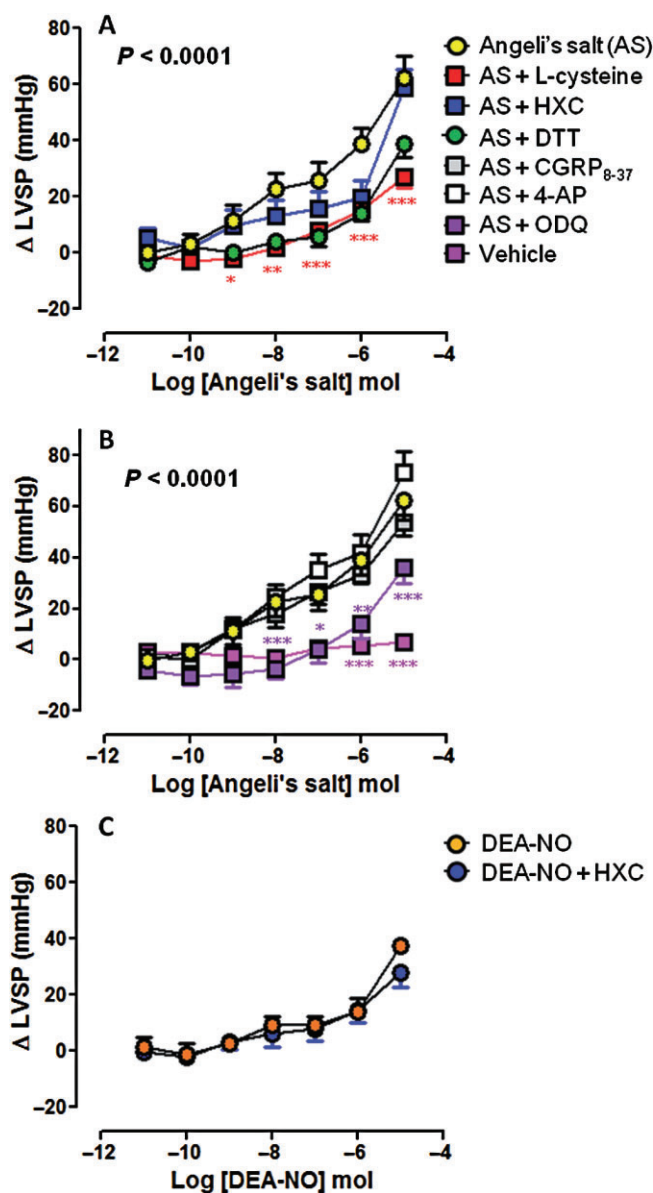 A
P < 0.0001
Δ LVSP (mmHg)
80
60
40
20
0
−20
*
**
***
***
***
−12
−10
−8
−6
−4
Log [Angeli's salt] mol
Angeli's salt (AS)
AS + L-cysteine
AS + HXC
AS + DTT
AS + CGRP8-37
AS + 4-AP
AS + ODQ
Vehicle
B
P < 0.0001
Δ LVSP (mmHg)
80
60
40
20
0
−20
***
*
**
***
***
***
−12
−10
−8
−6
−4
Log [Angeli's salt] mol
C
Δ LVSP (mmHg)
80
60
40
20
0
−20
−12
−10
−8
−6
−4
Log [DEA-NO] mol
DEA-NO
DEA-NO + HXC